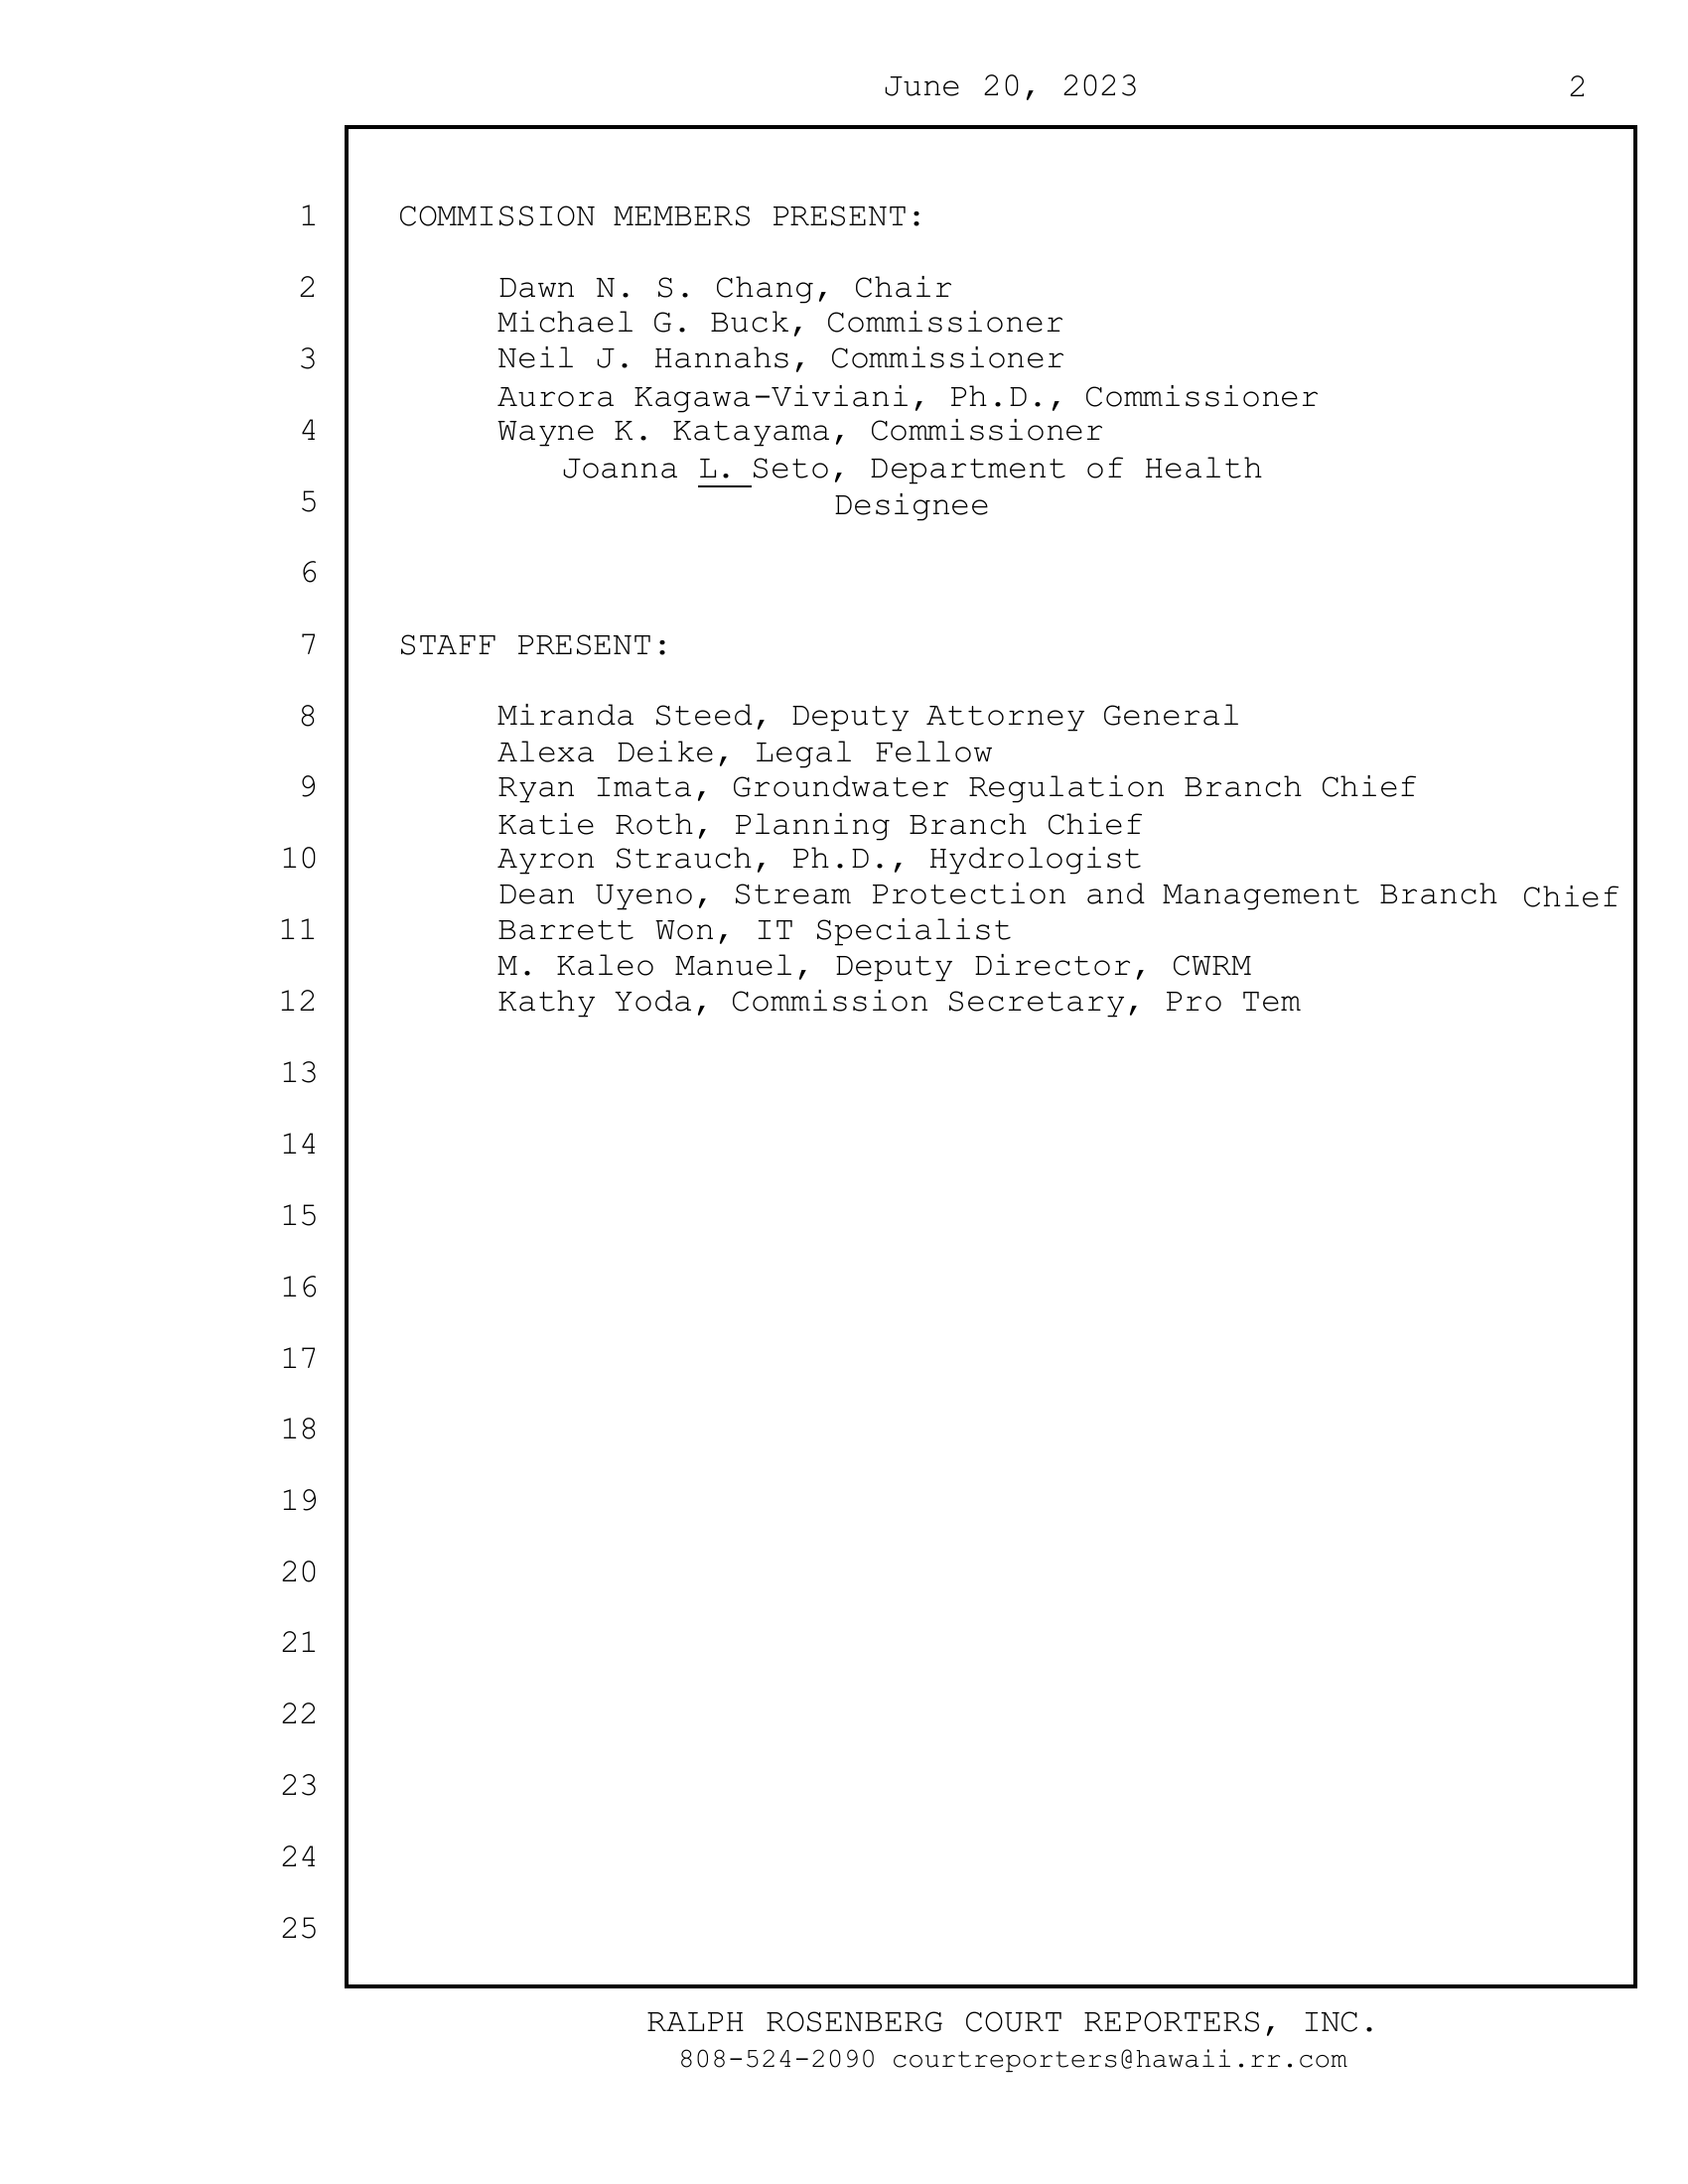 June 20, 2023 2
1 COMMISSION MEMBERS PRESENT:
2 Dawn N. S. Chang, Chair
Michael G. Buck, Commissioner
3 Neil J. Hannahs, Commissioner
Aurora Kagawa-Viviani, Ph.D., Commissioner
4 Wayne K. Katayama, Commissioner
Joanna L. Seto, Department of Health
5 Designee
6
7 STAFF PRESENT:
8 Miranda Steed, Deputy Attorney General
Alexa Deike, Legal Fellow
9 Ryan Imata, Groundwater Regulation Branch Chief
Katie Roth, Planning Branch Chief
10 Ayron Strauch, Ph.D., Hydrologist
Dean Uyeno, Stream Protection and Management Branch Chief
11 Barrett Won, IT Specialist
M. Kaleo Manuel, Deputy Director, CWRM
12 Kathy Yoda, Commission Secretary, Pro Tem
13
14
15
16
17
18
19
20
21
22
23
24
25
RALPH ROSENBERG COURT REPORTERS, INC.
808-524-2090 courtreporters@hawaii.rr.com